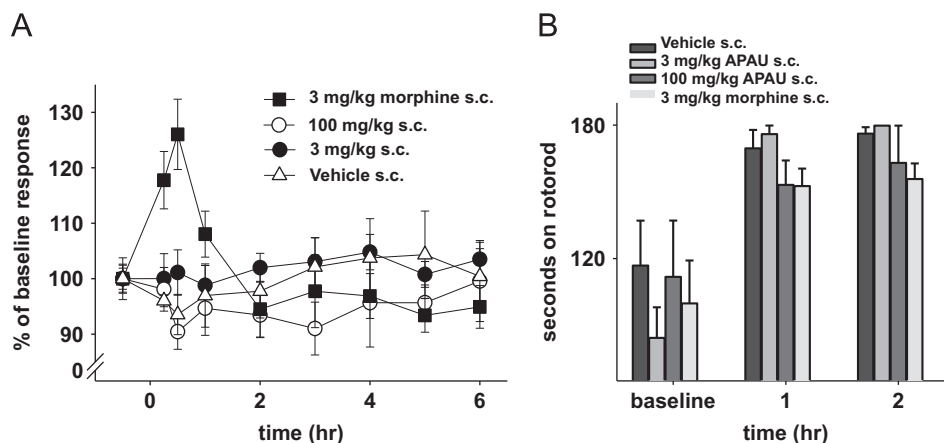 A
% of baseline response
130
120
110
100
90
0
3 mg/kg morphine s.c.
100 mg/kg s.c.
3 mg/kg s.c.
Vehicle s.c.
0
2
4
6
time (hr)
B
Vehicle s.c.
3 mg/kg APAU s.c.
100 mg/kg APAU s.c.
3 mg/kg morphine s.c.
seconds on rotorod
180
120
baseline
1
2
time (hr)